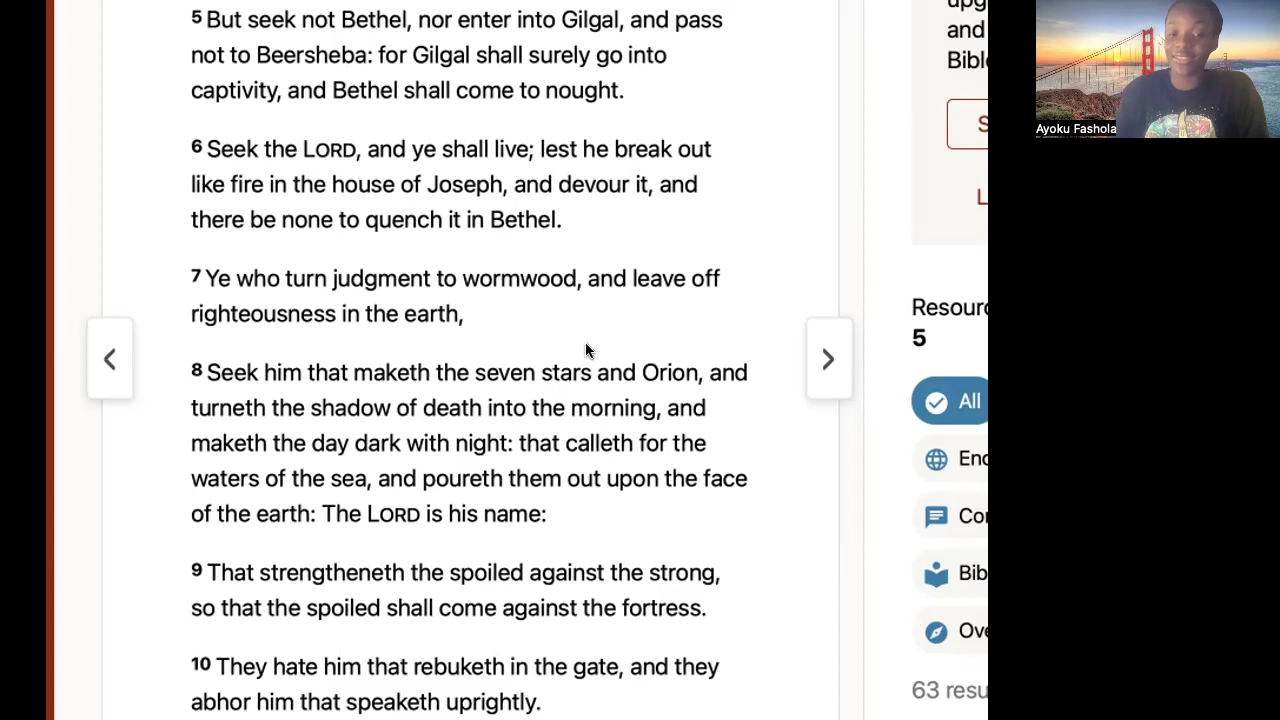 5 But seek not Bethel, nor enter into Gilgal, and pass
not to Beersheba: for Gilgal shall surely go into
captivity, and Bethel shall come to nought.
6 Seek the LORD, and ye shall live; lest he break out
like fire in the house of Joseph, and devour it, and
there be none to quench it in Bethel.
7 Ye who turn judgment to wormwood, and leave off
righteousness in the earth,
8 Seek him that maketh the seven stars and Orion, and
turneth the shadow of death into the morning, and
maketh the day dark with night: that calleth for the
waters of the sea, and poureth them out upon the face
of the earth: The LORD is his name:
9 That strengtheneth the spoiled against the strong,
so that the spoiled shall come against the fortress.
10 They hate him that rebuketh in the gate, and they
abhor him that speaketh uprightly.
and
Bibl
S
L
Resourc
5
All
Enc
Cor
Bib
Ove
63 resu
Ayoku Fashola